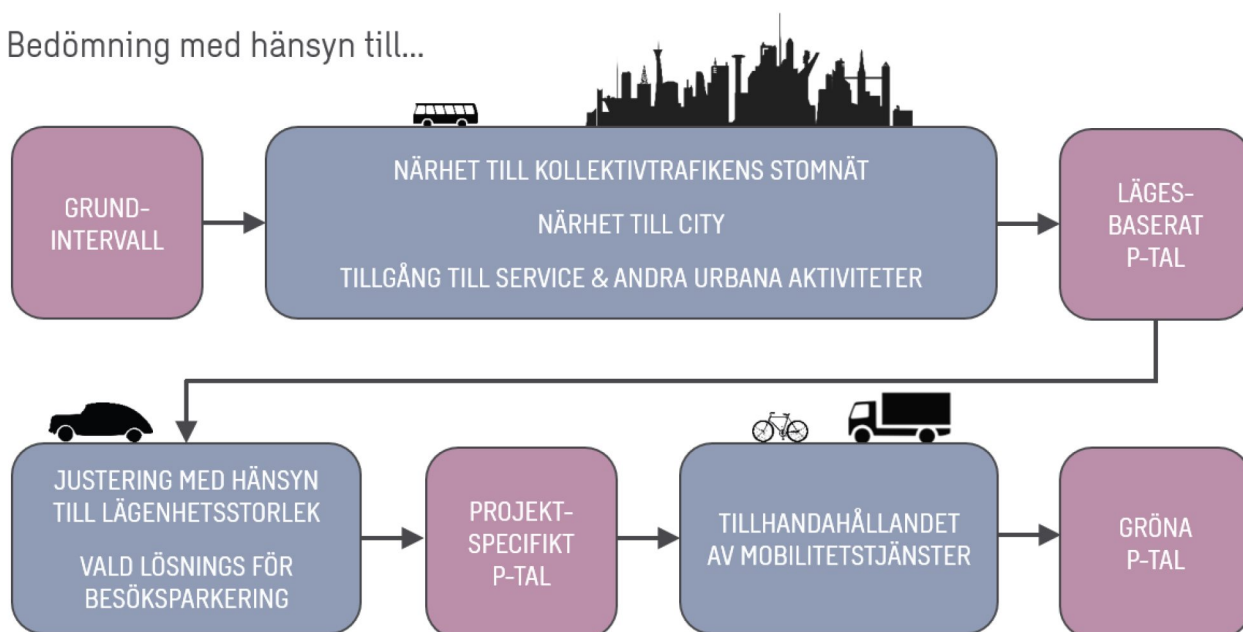 Bedömning med hänsyn till...
GRUND-
INTERVALL
NÄRHET TILL KOLLEKTIVTRAFIKENS STOMNÄT
NÄRHET TILL CITY
TILLGÅNG TILL SERVICE & ANDRA URBANA AKTIVITETER
LÄGES-
BASERAT
P-TAL
JUSTERING MED HÄNSYN
TILL LÄGENHETSSTORLEK
VALD LÖSNINGS FÖR
BESÖKSPARKERING
PROJEKT-
SPECIFIKT
P-TAL
TILLHANDAHÅLLANDET
AV MOBILITETSTJÄNSTER
GRÖNA
P-TAL